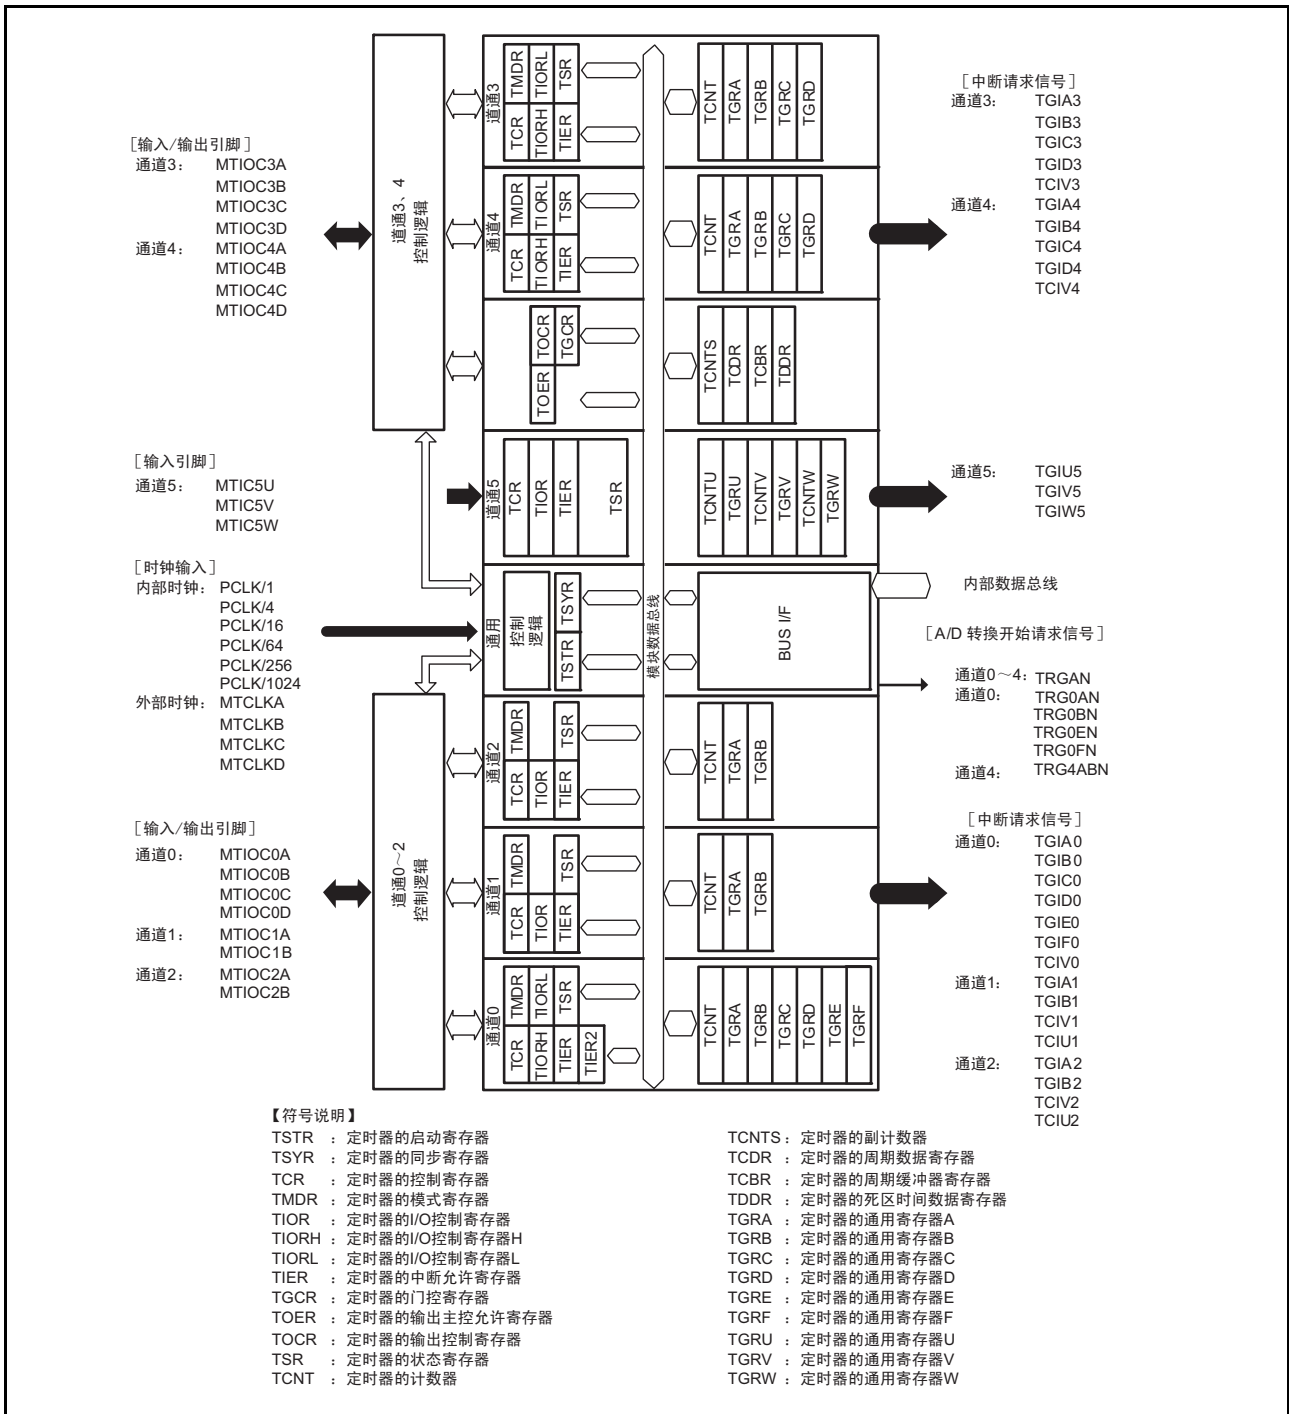 [输入/输出引脚]
通道3： MTIOC3A
MTIOC3B
MTIOC3C
MTIOC3D
通道4： MTIOC4A
MTIOC4B
MTIOC4C
MTIOC4D
[输入引脚]
通道5： MTIC5U
MTIC5V
MTIC5W
[时钟输入]
内部时钟： PCLK/1
PCLK/4
PCLK/16
PCLK/64
PCLK/256
PCLK/1024
外部时钟： MTCLKA
MTCLKB
MTCLKC
MTCLKD
[输入/输出引脚]
通道0： MTIOC0A
MTIOC0B
MTIOC0C
MTIOC0D
通道1： MTIOC1A
MTIOC1B
通道2： MTIOC2A
MTIOC2B
道通3、4
控制逻辑
道通0～2
控制逻辑
道通3
TMDR TIORL TSR
TCR TIORH TIER
TCNT TGRA TGRB TGRC TGRD
通道4
TMDR TIORL TSR
TCR TIORH TIER
TCNT TGRA TGRB TGRC TGRD
TOCR TGCR
TOER
TCNTS TCDR TCBR TDDR
道通5
TCR TIOR TIER TSR
TCNTU TGRU TCNTV TGRV TCNTW TGRW
通用
控制
逻辑
TSYR
TSTR
模块数据总线
BUS I/F
通道2
TMDR TSR
TCR TIOR TIER
TCNT TGRA TGRB
通道1
TMDR TSR
TCR TIOR TIER
TCNT TGRA TGRB
通道0
TMDR TIORL TSR
TCR TIORH TIER TIER2
TCNT TGRA TGRB TGRC TGRD TGRE TGRF
[中断请求信号]
通道3： TGIA3
TGIB3
TGIC3
TGID3
TCIV3
通道4： TGIA4
TGIB4
TGIC4
TGID4
TCIV4
通道5： TGIU5
TGIV5
TGIW5
内部数据总线
[A/D 转换开始请求信号]
通道0～4： TRGAN
通道0： TRG0AN
TRG0BN
TRG0EN
TRG0FN
通道4： TRG4ABN
[中断请求信号]
通道0： TGIA0
TGIB0
TGIC0
TGID0
TGIE0
TGIF0
TCIV0
通道1： TGIA1
TGIB1
TCIV1
TCIU1
通道2： TGIA2
TGIB2
TCIV2
TCIU2
【符号说明】
TSTR ：定时器的启动寄存器
TSYR ：定时器的同步寄存器
TCR ：定时器的控制寄存器
TMDR ：定时器的模式寄存器
TIOR ：定时器的I/O控制寄存器
TIORH ：定时器的I/O控制寄存器H
TIORL ：定时器的I/O控制寄存器L
TIER ：定时器的中断允许寄存器
TGCR ：定时器的门控寄存器
TOER ：定时器的输出主控允许寄存器
TOCR ：定时器的输出控制寄存器
TSR ：定时器的状态寄存器
TCNT ：定时器的计数器
TCNTS ：定时器的副计数器
TCDR ：定时器的周期数据寄存器
TCBR ：定时器的周期缓冲器寄存器
TDDR ：定时器的死区时间数据寄存器
TGRA ：定时器的通用寄存器A
TGRB ：定时器的通用寄存器B
TGRC ：定时器的通用寄存器C
TGRD ：定时器的通用寄存器D
TGRE ：定时器的通用寄存器E
TGRF ：定时器的通用寄存器F
TGRU ：定时器的通用寄存器U
TGRV ：定时器的通用寄存器V
TGRW ：定时器的通用寄存器W